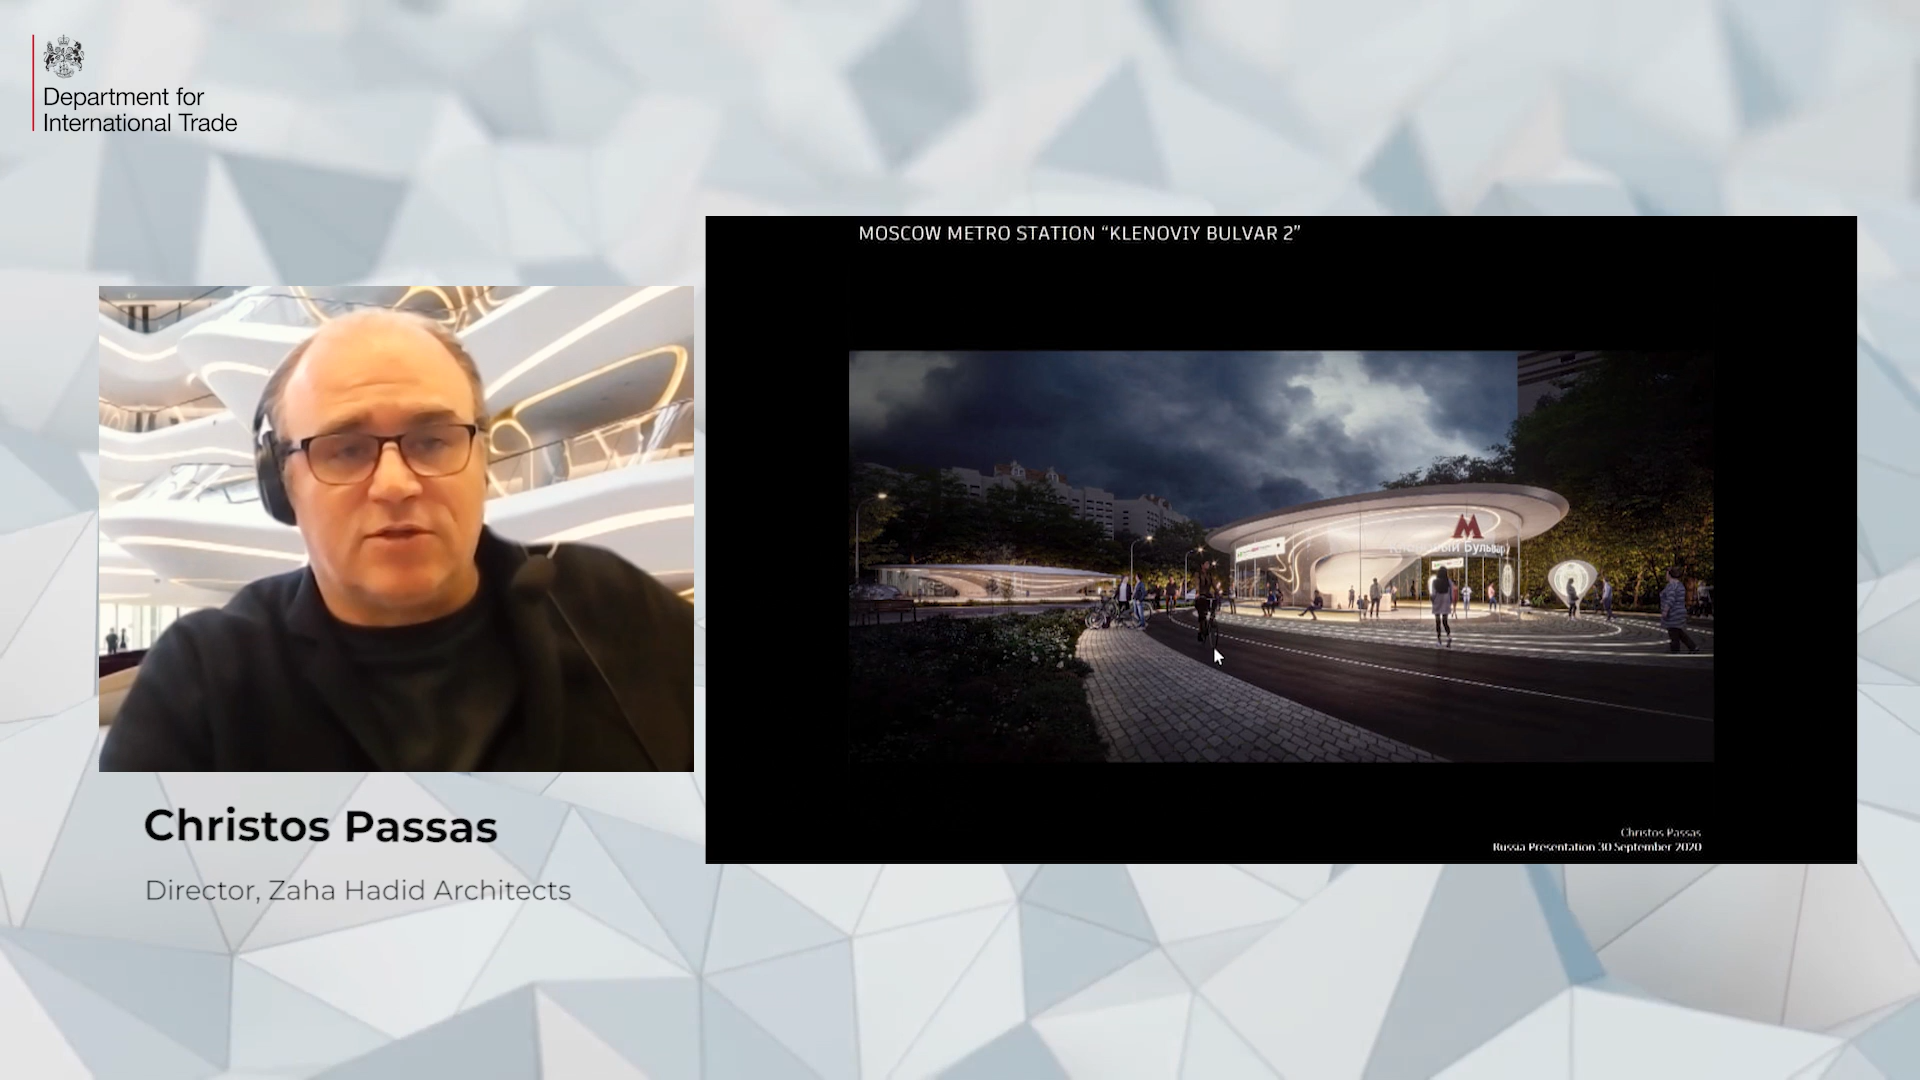 Department for
International Trade
MOSCOW METRO STATION “KLENOVIY BULVAR 2”
М
Бульвар
Christos Passas
Russia Presentation 30 September 2020
Christos Passas
Director, Zaha Hadid Architects